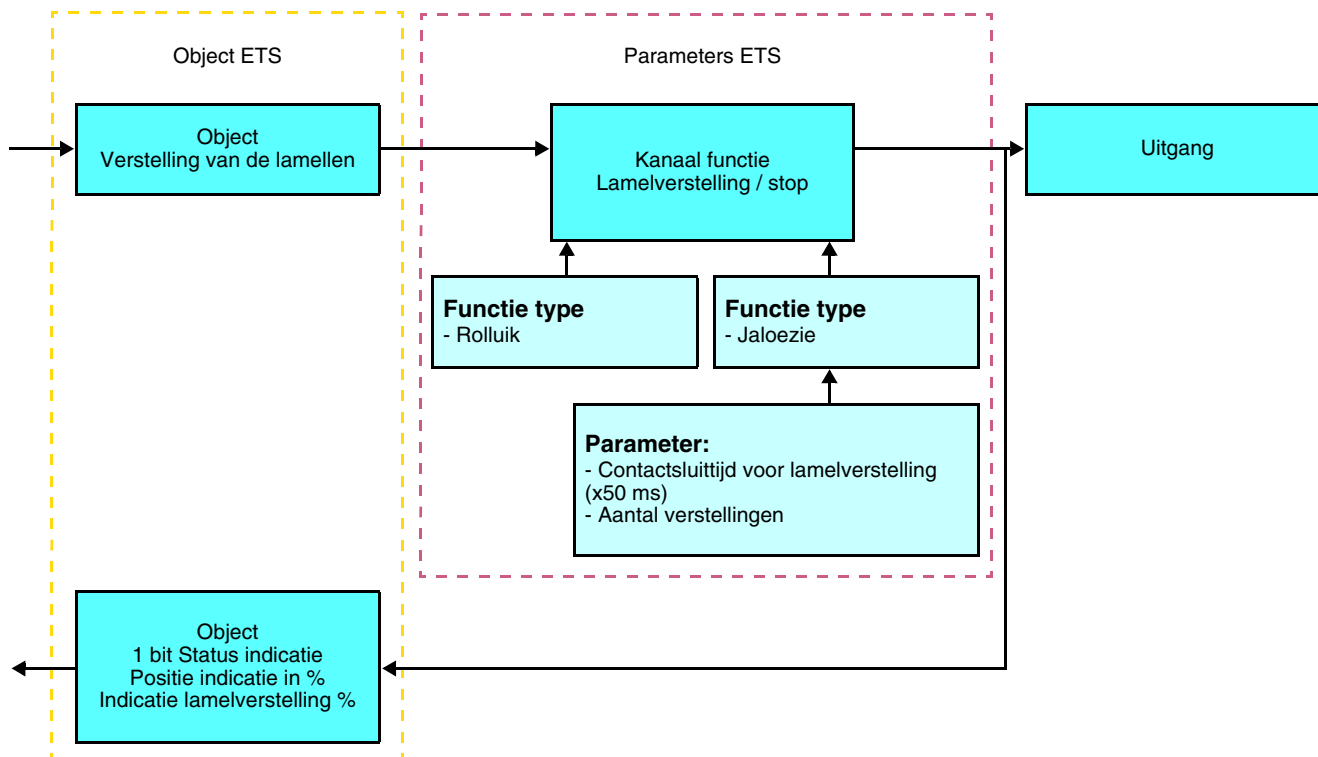 Object ETS
Parameters ETS
Object
Verstelling van de lamellen
Kanaal functie
Lamelverstelling / stop
Uitgang
Functie type
- Rolluik
Functie type
- Jaloezie
Parameter:
- Contactsluittijd voor lamelverstelling
(x50 ms)
- Aantal verstellingen
Object
1 bit Status indicatie
Positie indicatie in %
Indicatie lamelverstelling %